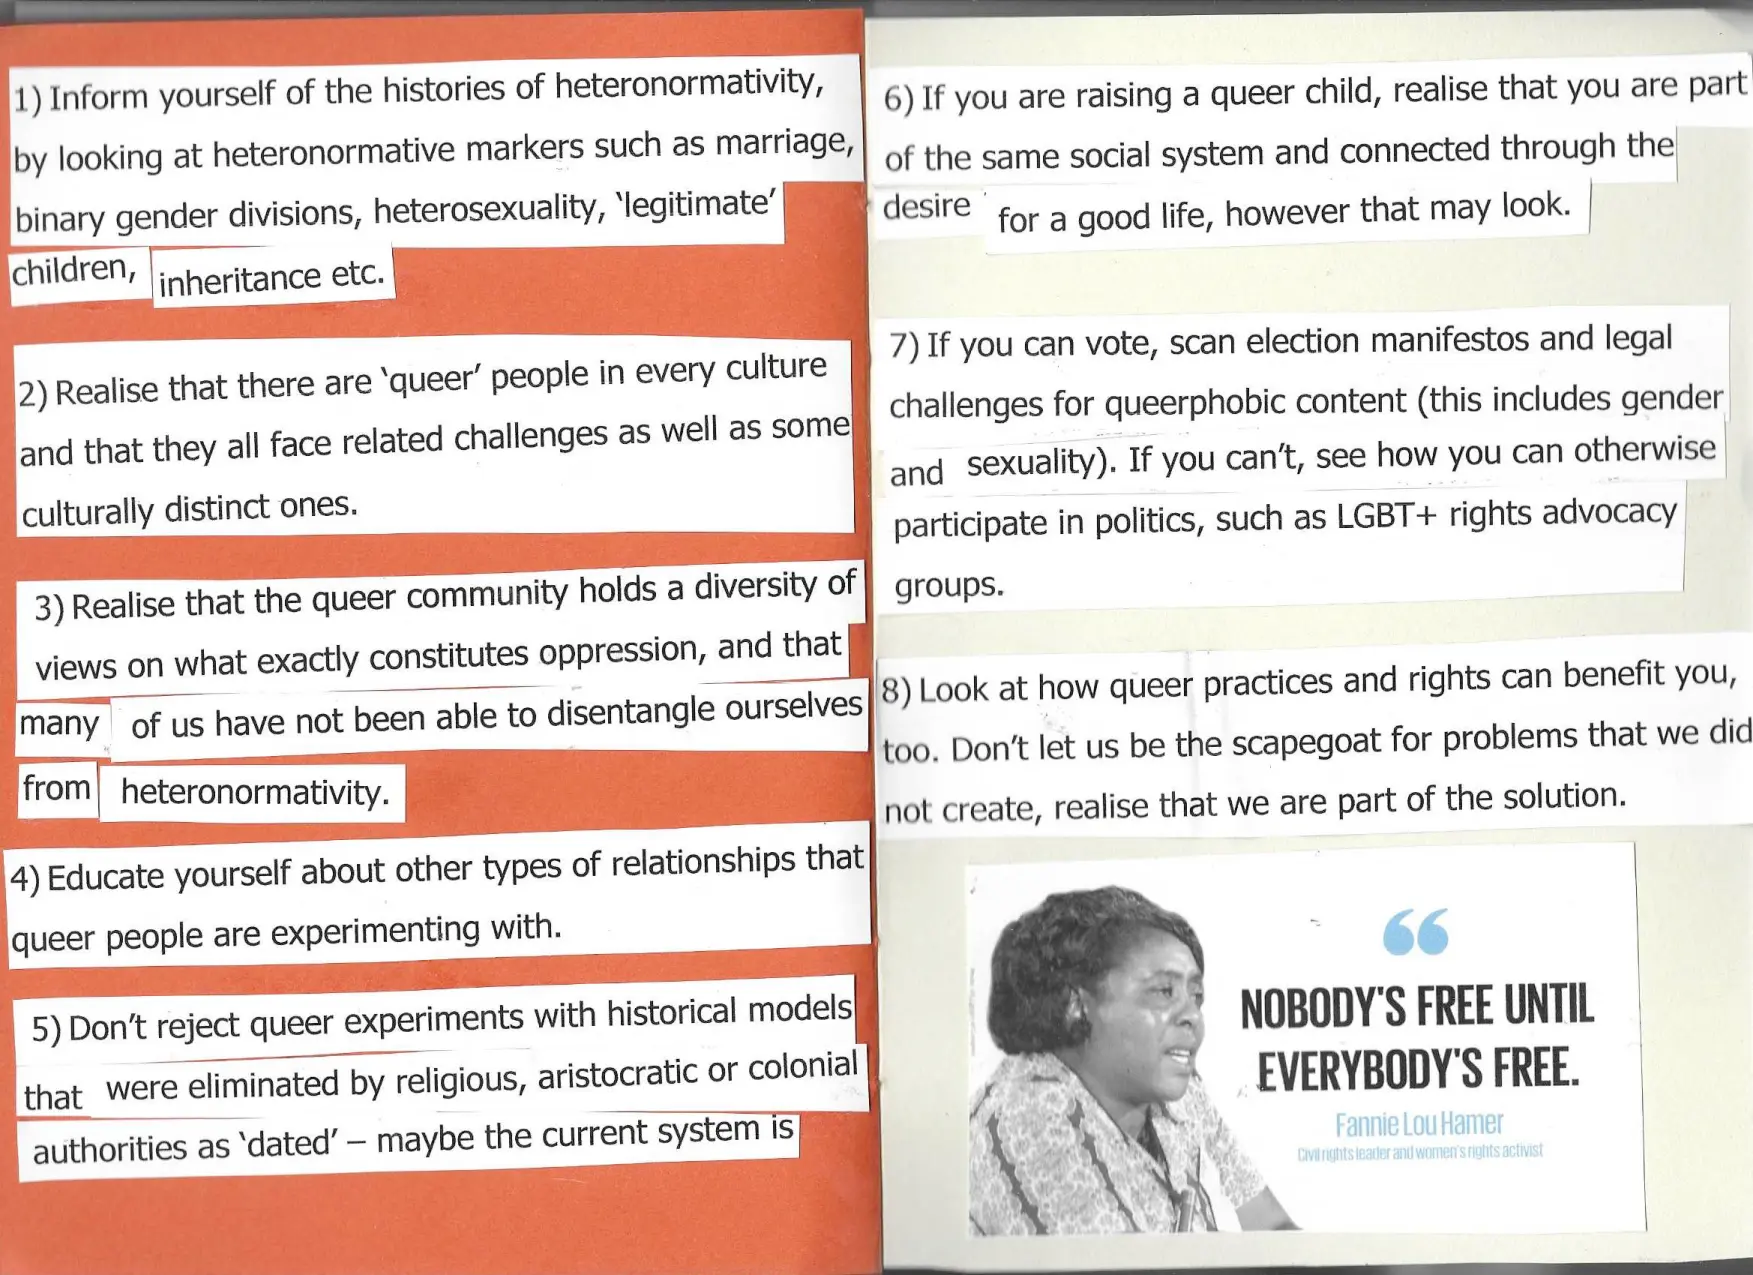 1) Inform yourself of the histories of heteronormativity,
by looking at heteronormative markers such as marriage,
binary gender divisions, heterosexuality, ‘legitimate’
children, inheritance etc.
2) Realise that there are ‘queer’ people in every culture
and that they all face related challenges as well as some
culturally distinct ones.
3) Realise that the queer community holds a diversity of
views on what exactly constitutes oppression, and that
many of us have not been able to disentangle ourselves
from heteronormativity.
4) Educate yourself about other types of relationships that
queer people are experimenting with.
5) Don’t reject queer experiments with historical models
that were eliminated by religious, aristocratic or colonial
authorities as ‘dated’ – maybe the current system is
6) If you are raising a queer child, realise that you are part
of the same social system and connected through the
desire for a good life, however that may look.
7) If you can vote, scan election manifestos and legal
challenges for queerphobic content (this includes gender
and sexuality). If you can’t, see how you can otherwise
participate in politics, such as LGBT+ rights advocacy
groups.
8) Look at how queer practices and rights can benefit you,
too. Don’t let us be the scapegoat for problems that we did
not create, realise that we are part of the solution.
“
NOBODY'S FREE UNTIL
EVERYBODY'S FREE.
Fannie Lou Hamer
Civil rights leader and women's rights activist